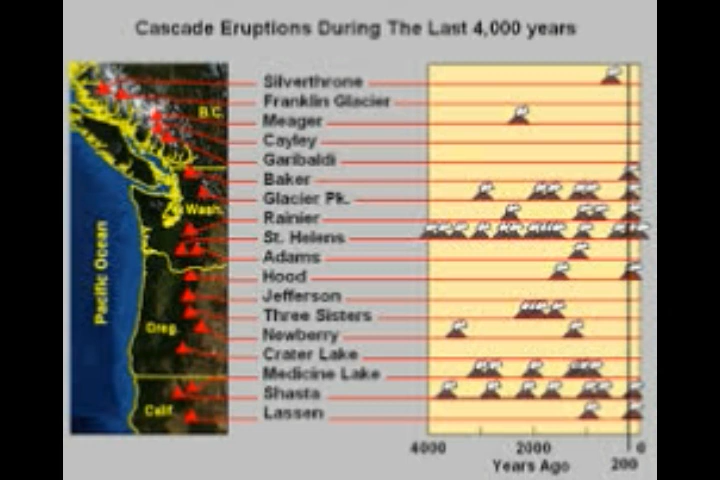 Cascade Eruptions During The Last 4,000 years
Silverthrone
Franklin Glacier
Meager
Cayley
Garibaldi
Baker
Glacier Pk.
Rainier
St. Helens
Adams
Hood
Jefferson
Three Sisters
Newberry
Crater Lake
Medicine Lake
Shasta
Lassen
B.C.
Wash.
Oreg.
Calif
Pacific Ocean
4000 2000 0
Years Ago 200